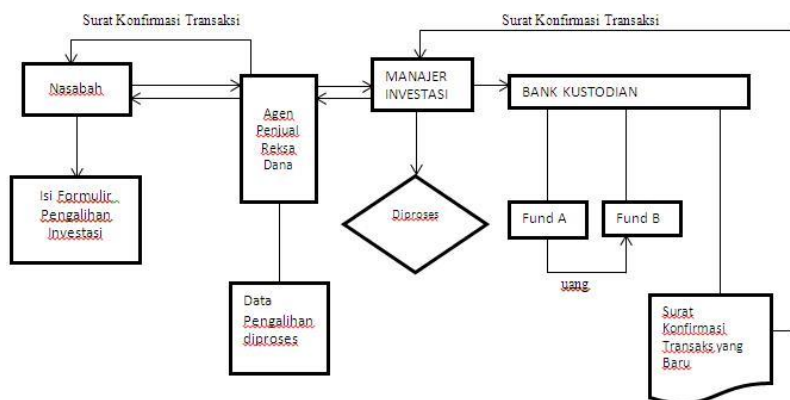 Surat Konfirmasi Transaksi
Surat Konfirmasi Transaksi
Nasabah
Agen
Penjual
Reksa
Dana
MANAJER
INVESTASI
BANK KUSTODIAN
Isi Formulir
Pengalihan
Investasi
Diproses
Fund A
Fund B
uang
Data
Pengalihan
diproses
Surat
Konfirmasi
Transaks yang
Baru